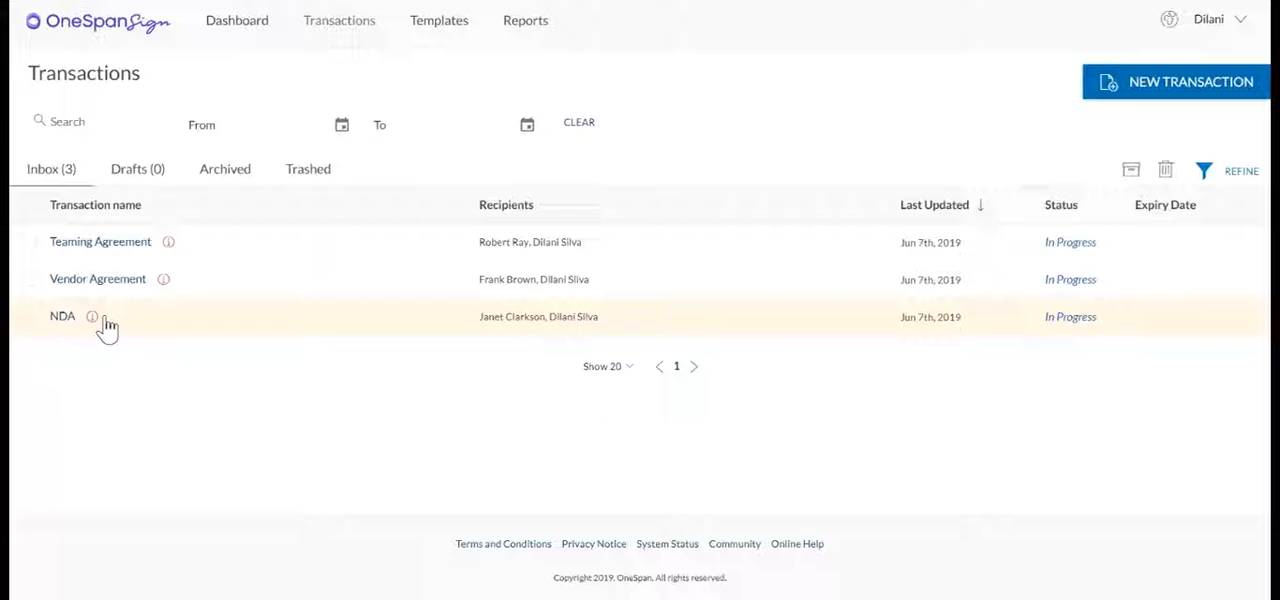 OneSpanSign Dashboard Transactions Templates Reports Dilani
Transactions
NEW TRANSACTION
Search From To CLEAR
Inbox (3) Drafts (0) Archived Trashed REFINE
Transaction name Recipients Last Updated ↓ Status Expiry Date
Teaming Agreement Robert Ray, Dilani Silva Jun 7th, 2019 In Progress
Vendor Agreement Frank Brown, Dilani Silva Jun 7th, 2019 In Progress
NDA Janet Clarkson, Dilani Silva Jun 7th, 2019 In Progress
Show 20 < 1 >
Terms and Conditions Privacy Notice System Status Community Online Help
Copyright 2019. OneSpan. All rights reserved.